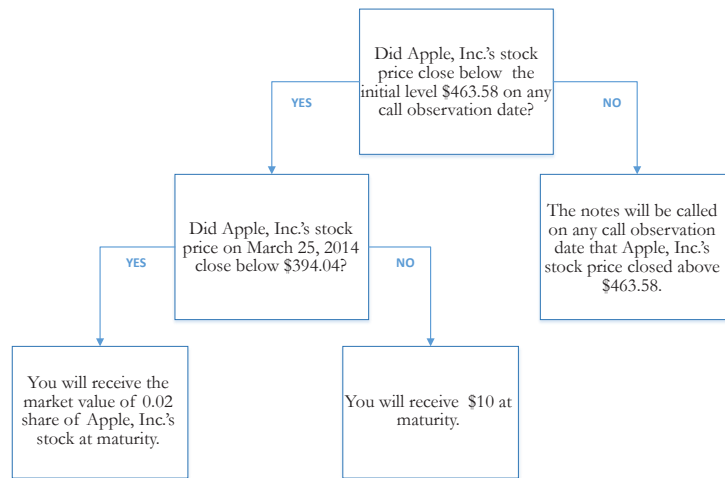 Did Apple, Inc.'s stock
price close below the
initial level $463.58 on any
call observation date?
YES
NO
Did Apple, Inc.'s stock
price on March 25, 2014
close below $394.04?
The notes will be called
on any call observation
date that Apple, Inc.'s
stock price closed above
$463.58.
YES
NO
You will receive the
market value of 0.02
share of Apple, Inc.'s
stock at maturity.
You will receive $10 at
maturity.